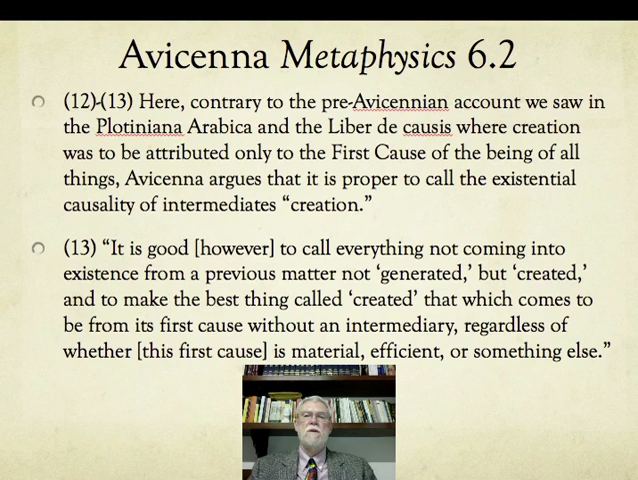 Avicenna Metaphysics 6.2
(12)-(13) Here, contrary to the pre-Avicennian account we saw in
the Plotiniana Arabica and the Liber de causis where creation
was to be attributed only to the First Cause of the being of all
things, Avicenna argues that it is proper to call the existential
causality of intermediates “creation.”
(13) “It is good [however] to call everything not coming into
existence from a previous matter not ‘generated,’ but ‘created,’
and to make the best thing called ‘created’ that which comes to
be from its first cause without an intermediary, regardless of
whether [this first cause] is material, efficient, or something else.”